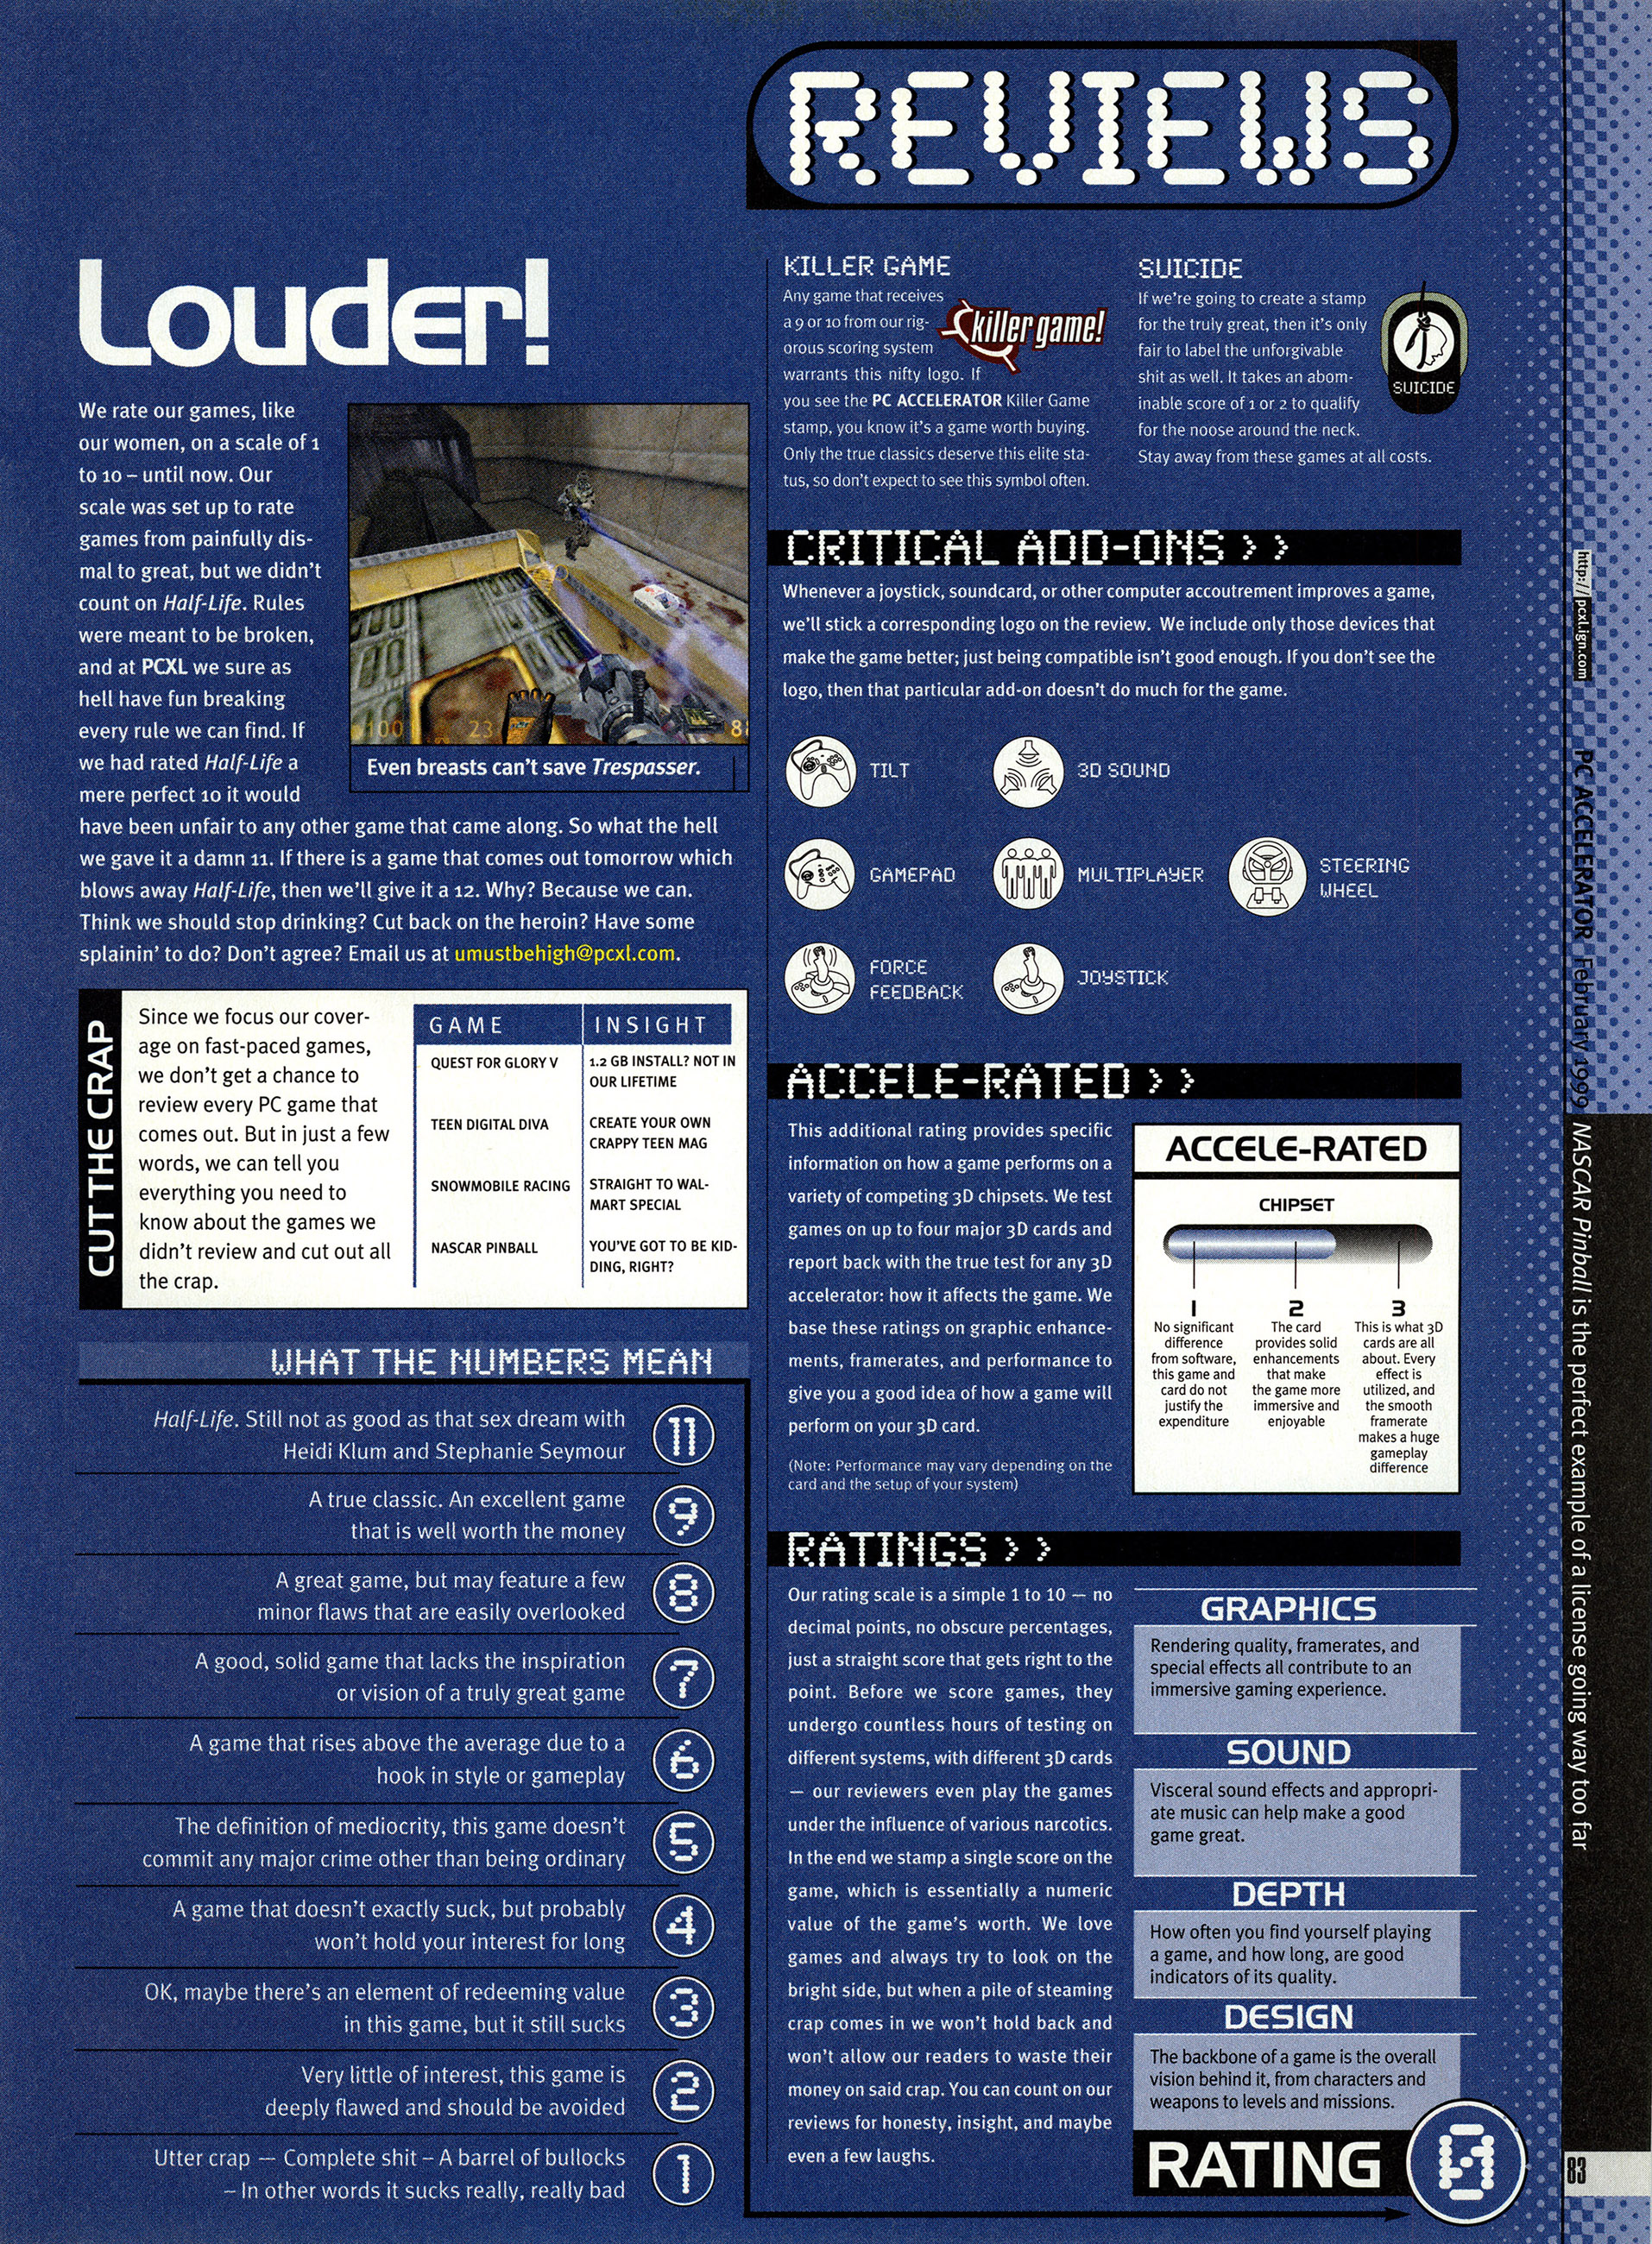 REVIEWS
Louder!
We rate our games, like
our women, on a scale of 1
to 10 – until now. Our
scale was set up to rate
games from painfully dis-
mal to great, but we didn't
count on Half-Life. Rules
were meant to be broken,
and at PCXL we sure as
hell have fun breaking
every rule we can find. If
we had rated Half-Life a
mere perfect 10 it would
have been unfair to any other game that came along. So what the hell
we gave it a damn 11. If there is a game that comes out tomorrow which
blows away Half-Life, then we'll give it a 12. Why? Because we can.
Think we should stop drinking? Cut back on the heroin? Have some
splainin' to do? Don't agree? Email us at umustbehigh@pcxl.com.
100 23 8
Even breasts can't save Trespasser.
CUT THE CRAP
Since we focus our cover-
age on fast-paced games,
we don't get a chance to
review every PC game that
comes out. But in just a few
words, we can tell you
everything you need to
know about the games we
didn't review and cut out all
the crap.
GAME INSIGHT
QUEST FOR GLORY V 1.2 GB INSTALL? NOT IN
OUR LIFETIME
TEEN DIGITAL DIVA CREATE YOUR OWN
CRAPPY TEEN MAG
SNOWMOBILE RACING STRAIGHT TO WAL-
MART SPECIAL
NASCAR PINBALL YOU'VE GOT TO BE KID-
DING, RIGHT?
WHAT THE NUMBERS MEAN
Half-Life. Still not as good as that sex dream with
Heidi Klum and Stephanie Seymour
11
A true classic. An excellent game
that is well worth the money
9
A great game, but may feature a few
minor flaws that are easily overlooked
8
A good, solid game that lacks the inspiration
or vision of a truly great game
7
A game that rises above the average due to a
hook in style or gameplay
6
The definition of mediocrity, this game doesn't
commit any major crime other than being ordinary
5
A game that doesn't exactly suck, but probably
won't hold your interest for long
4
OK, maybe there's an element of redeeming value
in this game, but it still sucks
3
Very little of interest, this game is
deeply flawed and should be avoided
2
Utter crap — Complete shit – A barrel of bullocks
– In other words it sucks really, really bad
1
KILLER GAME
Any game that receives
a 9 or 10 from our rig-
orous scoring system
warrants this nifty logo. If
you see the PC ACCELERATOR Killer Game
stamp, you know it's a game worth buying.
Only the true classics deserve this elite sta-
tus, so don't expect to see this symbol often.
killer game!
SUICIDE
If we're going to create a stamp
for the truly great, then it's only
fair to label the unforgivable
shit as well. It takes an abom-
inable score of 1 or 2 to qualify
for the noose around the neck.
Stay away from these games at all costs.
SUICIDE
CRITICAL ADD-ONS >>
Whenever a joystick, soundcard, or other computer accoutrement improves a game,
we'll stick a corresponding logo on the review. We include only those devices that
make the game better; just being compatible isn't good enough. If you don't see the
logo, then that particular add-on doesn't do much for the game.
TILT
3D SOUND
GAMEPAD
MULTIPLAYER
STEERING
WHEEL
FORCE
FEEDBACK
JOYSTICK
ACCELE-RATED >>
This additional rating provides specific
information on how a game performs on a
variety of competing 3D chipsets. We test
games on up to four major 3D cards and
report back with the true test for any 3D
accelerator: how it affects the game. We
base these ratings on graphic enhance-
ments, framerates, and performance to
give you a good idea of how a game will
perform on your 3D card.
(Note: Performance may vary depending on the
card and the setup of your system)
ACCELE-RATED
CHIPSET
1
No significant
difference
from software,
this game and
card do not
justify the
expenditure
2
The card
provides solid
enhancements
that make
the game more
immersive and
enjoyable
3
This is what 3D
cards are all
about. Every
effect is
utilized, and
the smooth
framerate
makes a huge
gameplay
difference
RATINGS >>
Our rating scale is a simple 1 to 10 — no
decimal points, no obscure percentages,
just a straight score that gets right to the
point. Before we score games, they
undergo countless hours of testing on
different systems, with different 3D cards
— our reviewers even play the games
under the influence of various narcotics.
In the end we stamp a single score on the
game, which is essentially a numeric
value of the game's worth. We love
games and always try to look on the
bright side, but when a pile of steaming
crap comes in we won't hold back and
won't allow our readers to waste their
money on said crap. You can count on our
reviews for honesty, insight, and maybe
even a few laughs.
GRAPHICS
Rendering quality, framerates, and
special effects all contribute to an
immersive gaming experience.
SOUND
Visceral sound effects and appropri-
ate music can help make a good
game great.
DEPTH
How often you find yourself playing
a game, and how long, are good
indicators of its quality.
DESIGN
The backbone of a game is the overall
vision behind it, from characters and
weapons to levels and missions.
RATING 0
http://pcxl.ign.com
PC ACCELERATOR February 1999
NASCAR Pinball is the perfect example of a license going way too far
83